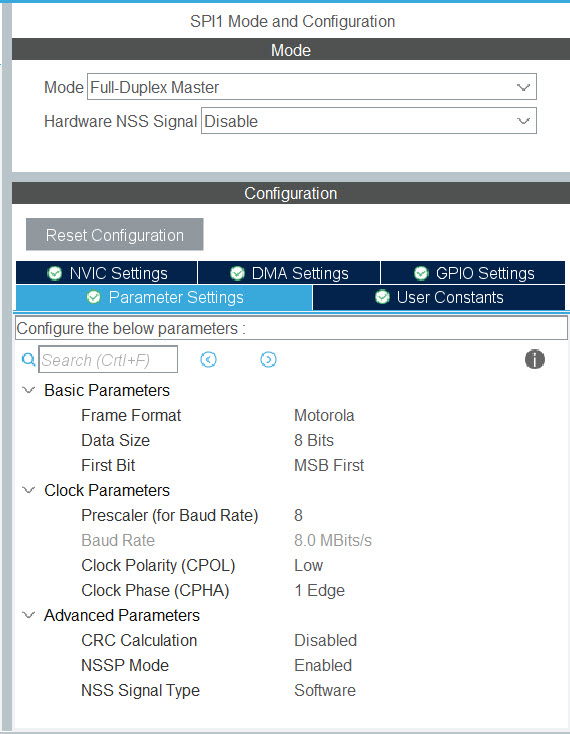 SPI1 Mode and Configuration
Mode
Mode Full-Duplex Master
Hardware NSS Signal Disable
Configuration
Reset Configuration
NVIC Settings DMA Settings GPIO Settings
Parameter Settings User Constants
Configure the below parameters :
Search (Crtl+F)
Basic Parameters
Frame Format Motorola
Data Size 8 Bits
First Bit MSB First
Clock Parameters
Prescaler (for Baud Rate) 8
Baud Rate 8.0 MBits/s
Clock Polarity (CPOL) Low
Clock Phase (CPHA) 1 Edge
Advanced Parameters
CRC Calculation Disabled
NSSP Mode Enabled
NSS Signal Type Software